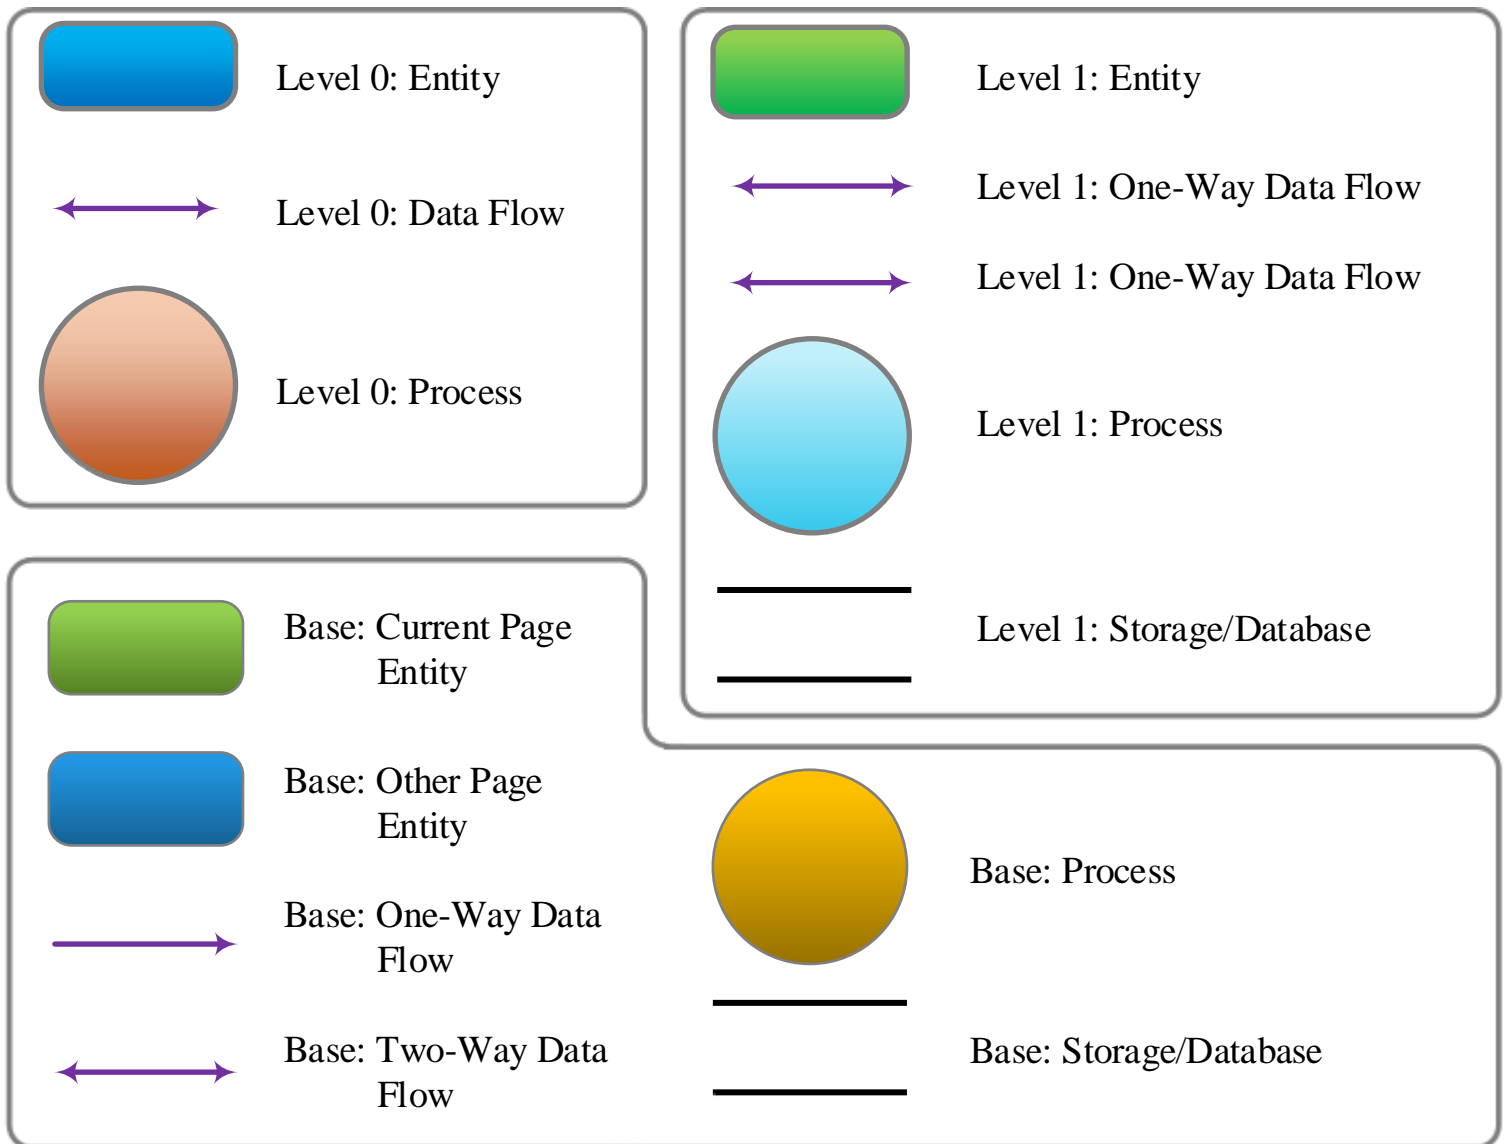 Level 0: Entity
Level 0: Data Flow
Level 0: Process
Level 1: Entity
Level 1: One-Way Data Flow
Level 1: One-Way Data Flow
Level 1: Process
Level 1: Storage/Database
Base: Current Page
Entity
Base: Other Page
Entity
Base: One-Way Data
Flow
Base: Two-Way Data
Flow
Base: Process
Base: Storage/Database